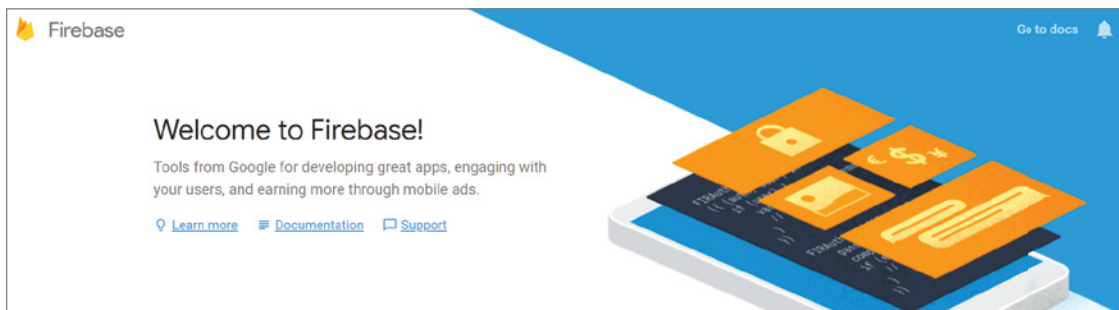 Firebase
Go to docs
Welcome to Firebase!
Tools from Google for developing great apps, engaging with
your users, and earning more through mobile ads.
Learn more Documentation Support